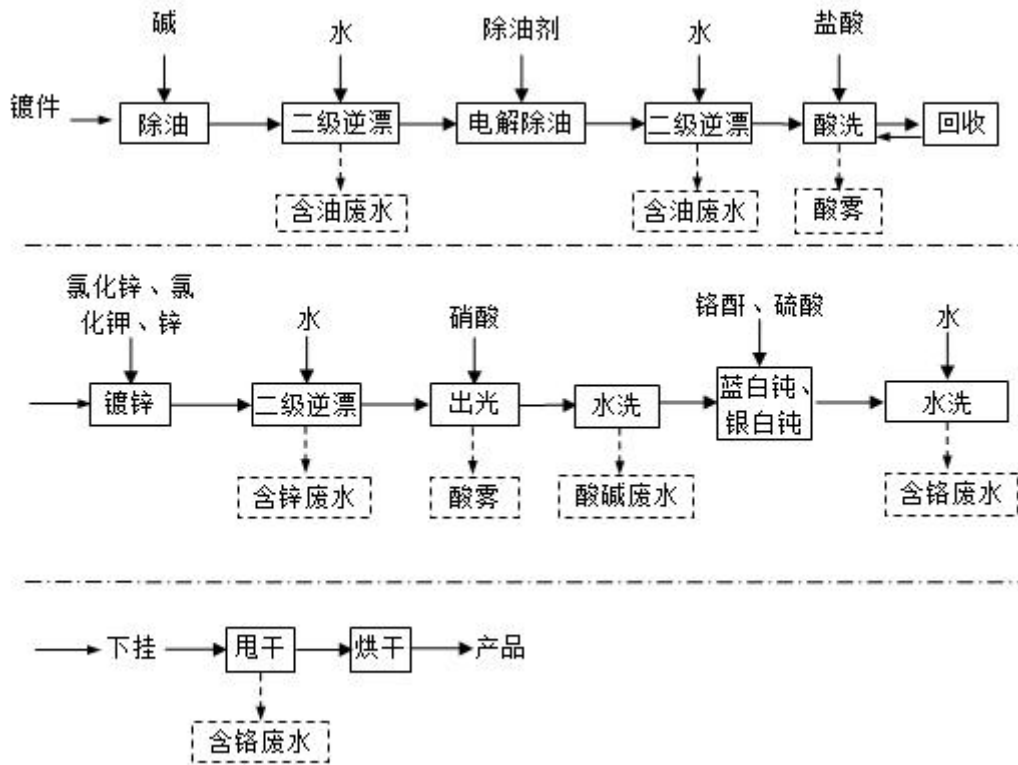 碱
水
除油剂
水
盐酸
镀件
除油
二级逆漂
电解除油
二级逆漂
酸洗
回收
含油废水
含油废水
酸雾
氯化锌、氯
化钾、锌
水
硝酸
铬酐、硫酸
水
镀锌
二级逆漂
出光
水洗
蓝白钝、
银白钝
水洗
含锌废水
酸雾
酸碱废水
含铬废水
下挂
甩干
烘干
产品
含铬废水